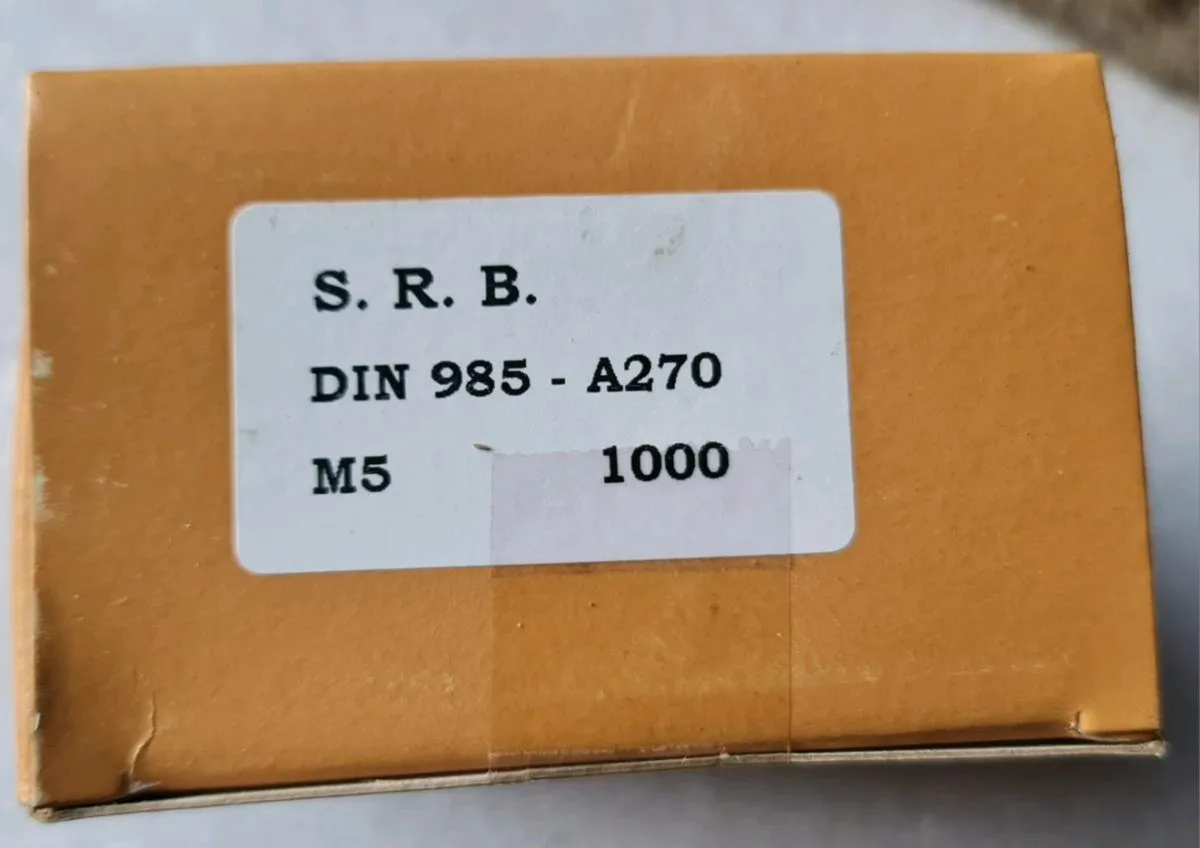 S. R. B.
DIN 985 - A270
M5 1000